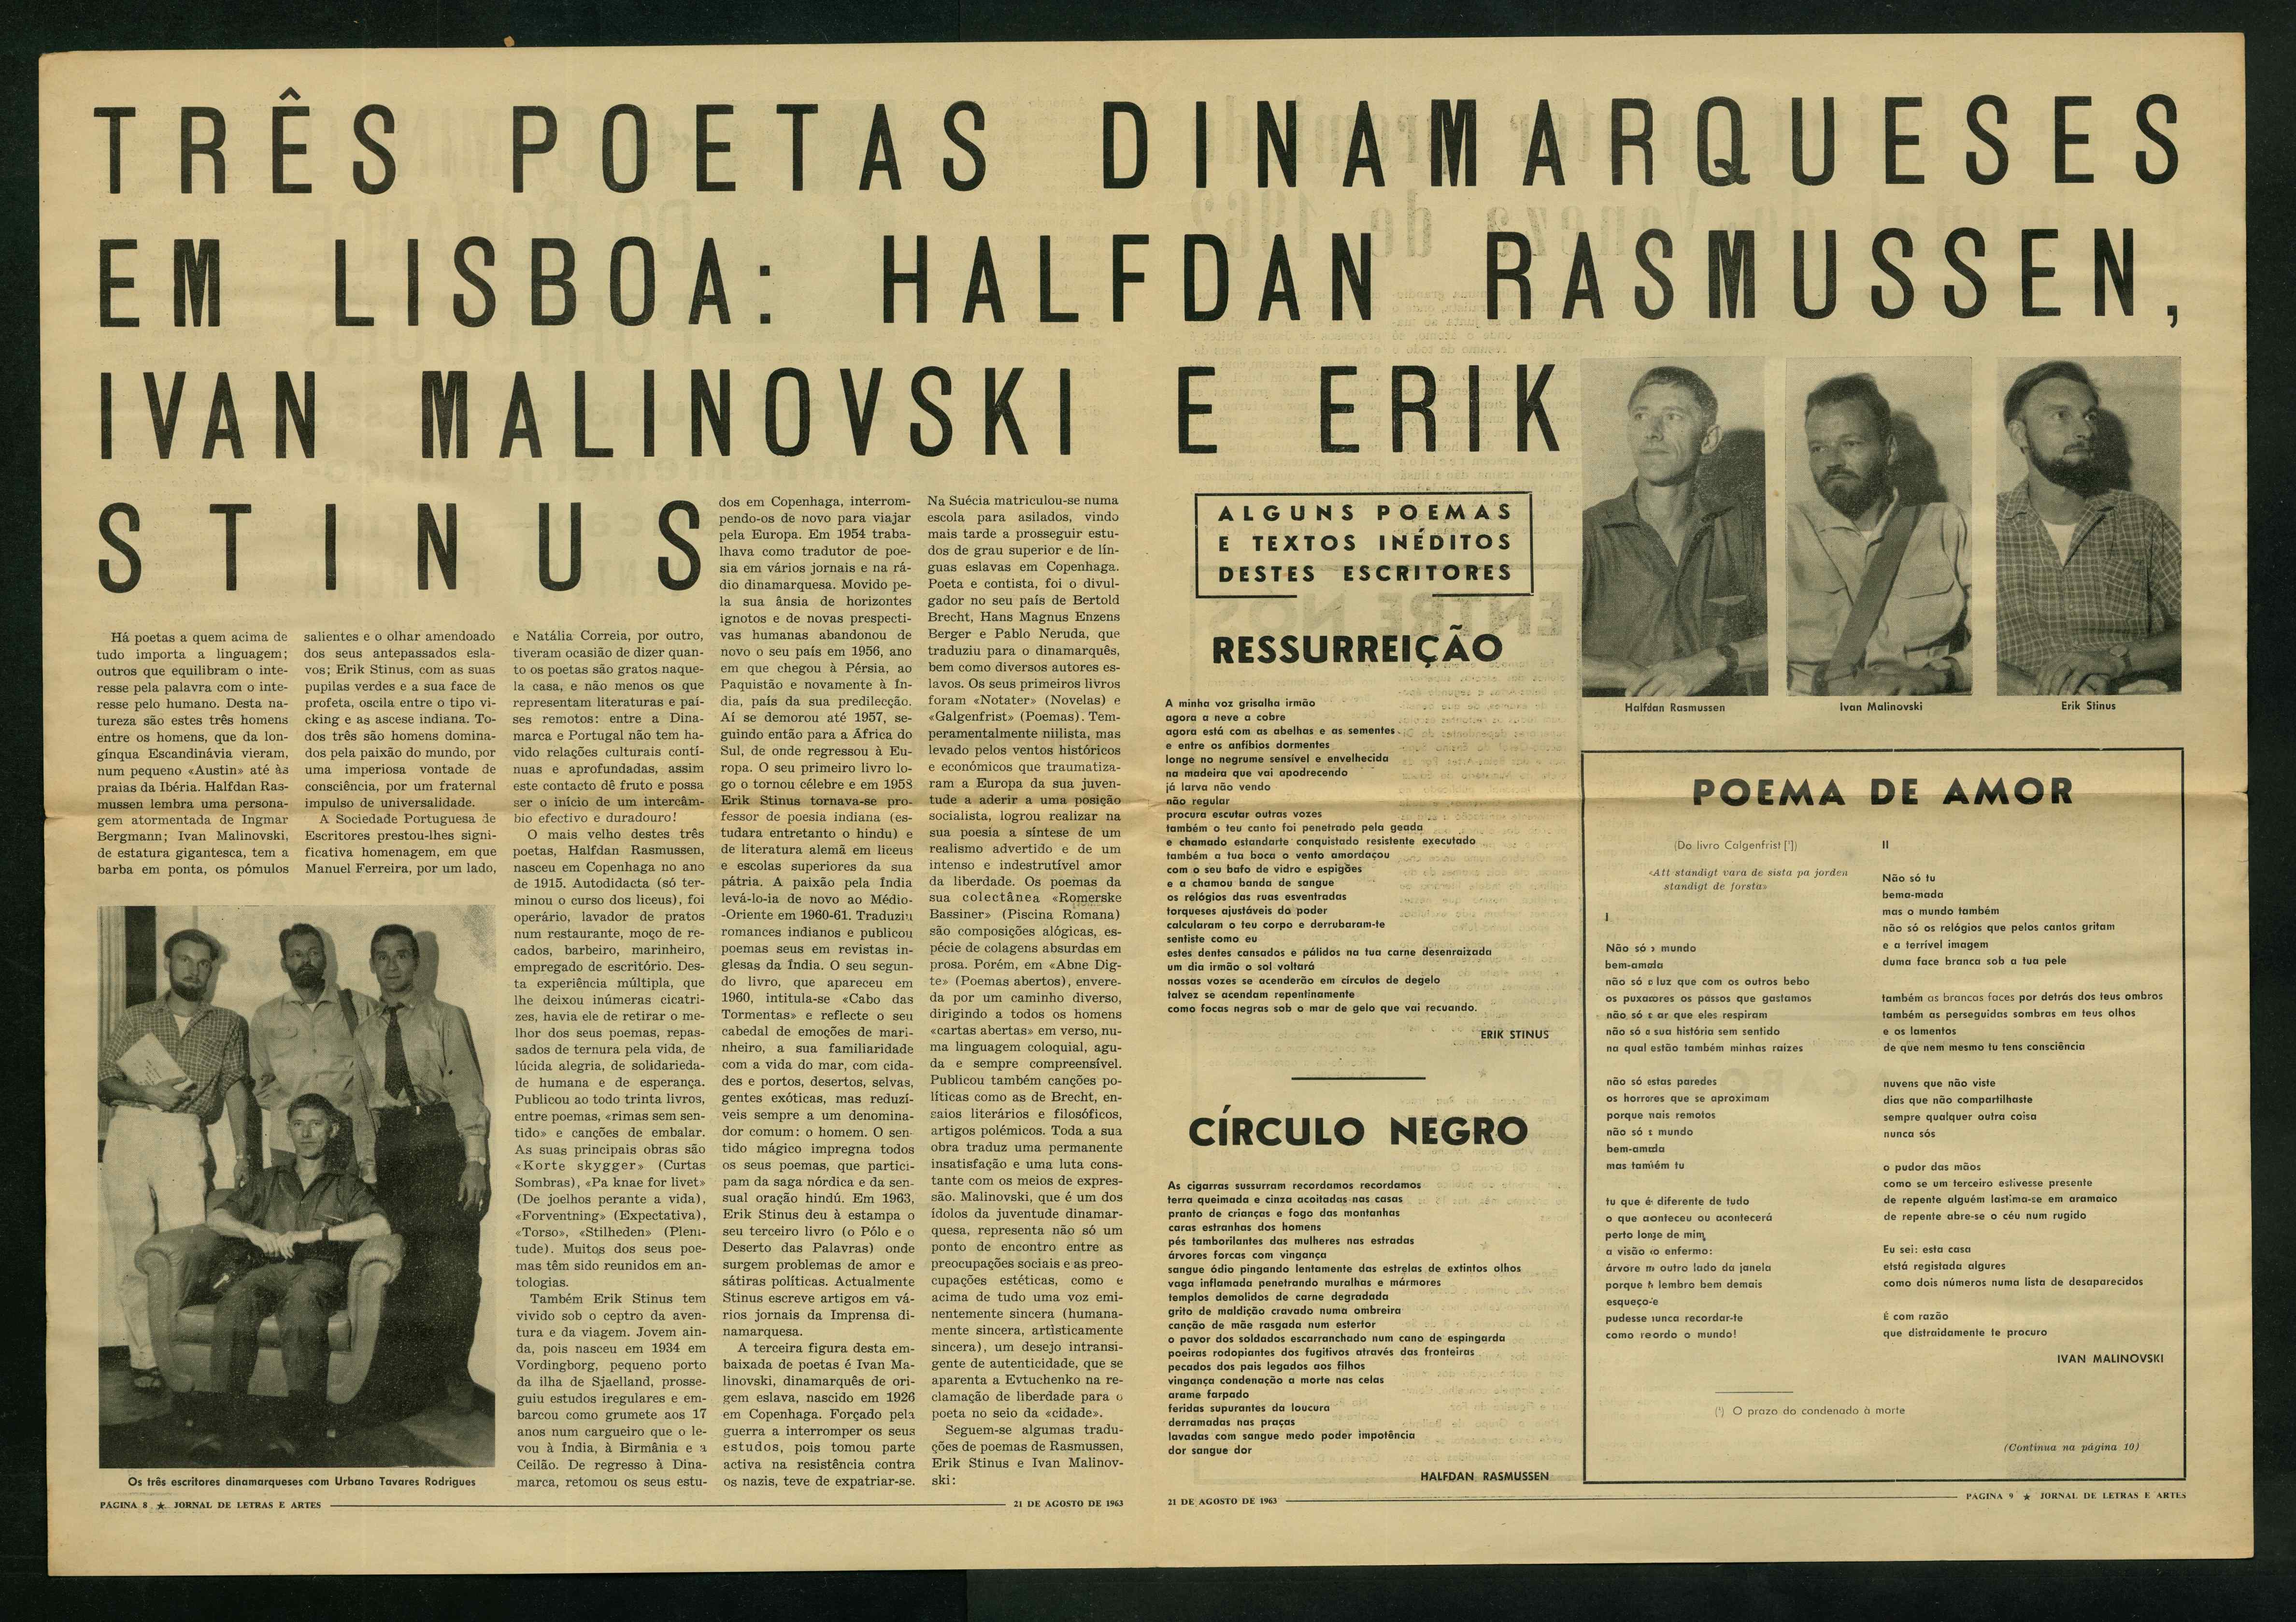 TRÊS POETAS DINAMARQUESES
EM LISBOA: HALFDAN RASMUSSEN,
IVAN MALINOVSKI E ERIK
STINUS
Há poetas a quem acima de
tudo importa a linguagem;
outros que equilibram o inte-
resse pela palavra com o inte-
resse pelo humano. Desta na-
tureza são estes três homens
entre os homens, que da lon-
gínqua Escandinávia vieram,
num pequeno «Austin» até às
praias da Ibéria. Halfdan Ras-
mussen lembra uma persona-
gem atormentada de Ingmar
Bergmann; Ivan Malinovski,
de estatura gigantesca, tem a
barba em ponta, os pómulos
salientes e o olhar amendoado
dos seus antepassados esla-
vos; Erik Stinus, com as suas
pupilas verdes e a sua face de
profeta, oscila entre o tipo vi-
cking e as ascese indiana. To-
dos três são homens domina-
dos pela paixão do mundo, por
uma imperiosa vontade de
consciência, por um fraternal
impulso de universalidade.
A Sociedade Portuguesa de
Escritores prestou-lhes signi-
ficativa homenagem, em que
Manuel Ferreira, por um lado,
Os três escritores dinamarqueses com Urbano Tavares Rodrigues
e Natália Correia, por outro,
tiveram ocasião de dizer quan-
to os poetas são gratos naque-
la casa, e não menos os que
representam literaturas e paí-
ses remotos: entre a Dina-
marca e Portugal não tem ha-
vido relações culturais contí-
nuas e aprofundadas, assim
este contacto dê fruto e possa
ser o início de um intercâm-
bio efectivo e duradouro!
O mais velho destes três
poetas, Halfdan Rasmussen,
nasceu em Copenhaga no ano
de 1915. Autodidacta (só ter-
minou o curso dos liceus), foi
operário, lavador de pratos
num restaurante, moço de re-
cados, barbeiro, marinheiro,
empregado de escritório. Des-
ta experiência múltipla, que
lhe deixou inúmeras cicatri-
zes, havia ele de retirar o me-
lhor dos seus poemas, repas-
sados de ternura pela vida, de
lúcida alegria, de solidarieda-
de humana e de esperança.
Publicou ao todo trinta livros,
entre poemas, «rimas sem sen-
tido» e canções de embalar.
As suas principais obras são
«Korte skygger» (Curtas
Sombras), «Pa knae for livet»
(De joelhos perante a vida),
«Forventning» (Expectativa),
«Torso», «Stilheden» (Pleni-
tude). Muitos dos seus poe-
mas têm sido reunidos em an-
tologias.
Também Erik Stinus tem
vivido sob o ceptro da aven-
tura e da viagem. Jovem ain-
da, pois nasceu em 1934 em
Vordingborg, pequeno porto
da ilha de Sjaelland, prosse-
guiu estudos irregulares e em-
barcou como grumete aos 17
anos num cargueiro que o le-
vou à Índia, à Birmânia e a
Ceilão. De regresso à Dina-
marca, retomou os seus estu-
dos em Copenhaga, interrom-
pendo-os de novo para viajar
pela Europa. Em 1954 traba-
lhava como tradutor de poe-
sia em vários jornais e na rá-
dio dinamarquesa. Movido pe-
la sua ânsia de horizontes
ignotos e de novas prespecti-
vas humanas abandonou de
novo o seu país em 1956, ano
em que chegou à Pérsia, ao
Paquistão e novamente à Ín-
dia, país da sua predilecção.
Aí se demorou até 1957, se-
guindo então para a África do
Sul, de onde regressou à Eu-
ropa. O seu primeiro livro lo-
go o tornou célebre e em 1958
Erik Stinus tornava-se pro-
fessor de poesia indiana (es-
tudara entretanto o hindu) e
de literatura alemã em liceus
e escolas superiores da sua
pátria. A paixão pela Índia
levá-lo-ia de novo ao Médio-
-Oriente em 1960-61. Traduziu
romances indianos e publicou
poemas seus em revistas in-
glesas da Índia. O seu segun-
do livro, que apareceu em
1960, intitula-se «Cabo das
Tormentas» e reflecte o seu
cabedal de emoções de mari-
nheiro, a sua familiaridade
com a vida do mar, com cida-
des e portos, desertos, selvas,
gentes exóticas, mas reduzí-
veis sempre a um denomina-
dor comum: o homem. O sen-
tido mágico impregna todos
os seus poemas, que partici-
pam da saga nórdica e da sen-
sual oração hindú. Em 1963,
Erik Stinus deu à estampa o
seu terceiro livro (o Pólo e o
Deserto das Palavras) onde
surgem problemas de amor e
sátiras políticas. Actualmente
Stinus escreve artigos em vá-
rios jornais da Imprensa di-
namarquesa.
A terceira figura desta em-
baixada de poetas é Ivan Ma-
linovski, dinamarquês de ori-
gem eslava, nascido em 1926
em Copenhaga. Forçado pela
guerra a interromper os seus
estudos, pois tomou parte
activa na resistência contra
os nazis, teve de expatriar-se.
Na Suécia matriculou-se numa
escola para asilados, vindo
mais tarde a prosseguir estu-
dos de grau superior e de lín-
guas eslavas em Copenhaga.
Poeta e contista, foi o divul-
gador no seu país de Bertold
Brecht, Hans Magnus Enzens
Berger e Pablo Neruda, que
traduziu para o dinamarquês,
bem como diversos autores es-
lavos. Os seus primeiros livros
foram «Notater» (Novelas) e
«Galgenfrist» (Poemas). Tem-
peramentalmente niilista, mas
levado pelos ventos históricos
e económicos que traumatiza-
ram a Europa da sua juven-
tude a aderir a uma posição
socialista, logrou realizar na
sua poesia a síntese de um
realismo advertido e de um
intenso e indestrutível amor
da liberdade. Os poemas da
sua colectânea «Romerske
Bassiner» (Piscina Romana)
são composições alógicas, es-
pécie de colagens absurdas em
prosa. Porém, em «Abne Dig-
te» (Poemas abertos), envere-
da por um caminho diverso,
dirigindo a todos os homens
«cartas abertas» em verso, nu-
ma linguagem coloquial, agu-
da e sempre compreensível.
Publicou também canções po-
líticas como as de Brecht, en-
saios literários e filosóficos,
artigos polémicos. Toda a sua
obra traduz uma permanente
insatisfação e uma luta cons-
tante com os meios de expres-
são. Malinovski, que é um dos
ídolos da juventude dinamar-
quesa, representa não só um
ponto de encontro entre as
preocupações sociais e as preo-
cupações estéticas, como e
acima de tudo uma voz emi-
nentemente sincera (humana-
mente sincera, artìsticamente
sincera), um desejo intransi-
gente de autenticidade, que se
aparenta a Evtuchenko na re-
clamação de liberdade para o
poeta no seio da «cidade».
Seguem-se algumas tradu-
ções de poemas de Rasmussen,
Erik Stinus e Ivan Malinov-
ski:
PÁGINA 8 ★ JORNAL DE LETRAS E ARTES
21 DE AGOSTO DE 1963
ALGUNS POEMAS
E TEXTOS INÉDITOS
DESTES ESCRITORES
RESSURREIÇÃO
A minha voz grisalha irmão
agora a neve a cobre
agora está com as abelhas e as sementes
e entre os anfíbios dormentes
longe no negrume sensível e envelhecida
na madeira que vai apodrecendo
já larva não vendo
não regular
procura escutar outras vozes
também o teu canto foi penetrado pela geada
e chamado estandarte conquistado resistente executado
também a tua boca o vento amordaçou
com o seu bafo de vidro e espigões
e a chamou banda de sangue
os relógios das ruas esventradas
torqueses ajustáveis do poder
calcularam o teu corpo e derrubaram-te
sentiste como eu
estes dentes cansados e pálidos na tua carne desenraizada
um dia irmão o sol voltará
nossas vozes se acenderão em círculos de degelo
talvez se acendam repentinamente
como focas negras sob o mar de gelo que vai recuando.
ERIK STINUS
CÍRCULO NEGRO
As cigarras sussurram recordamos recordamos
terra queimada e cinza acoitadas nas casas
pranto de crianças e fogo das montanhas
caras estranhas dos homens
pés tamborilantes das mulheres nas estradas
árvores forcas com vingança
sangue ódio pingando lentamente das estrelas de extintos olhos
vaga inflamada penetrando muralhas e mármores
templos demolidos de carne degradada
grito de maldição cravado numa ombreira
canção de mãe rasgada num estertor
o pavor dos soldados escarranchado num cano de espingarda
poeiras rodopiantes dos fugitivos através das fronteiras
pecados dos pais legados aos filhos
vingança condenação a morte nas celas
arame farpado
feridas supurantes da loucura
derramadas nas praças
lavadas com sangue medo poder impotência
dor sangue dor
HALFDAN RASMUSSEN
Halfdan Rasmussen
Ivan Malinovski
Erik Stinus
POEMA DE AMOR
(Do livro Calgenfrist [¹])
«Att standigt vara de sista pa jorden
standigt de forsta»
I
Não só mundo
bem-amada
não só luz que com os outros bebo
os puxadores os passos que gastamos
não só ar que eles respiram
não só a sua história sem sentido
na qual estão também minhas raizes
não só estas paredes
os horrores que se aproximam
porque mais remotos
não só mundo
bem-amada
mas também tu
tu que é diferente de tudo
o que aconteceu ou acontecerá
perto longe de mim
a visão do enfermo:
árvore outro lado da janela
porque lembro bem demais
esqueço-te
pudesse nunca recordar-te
como recordo o mundo!
II
Não só tu
bema-mada
mas o mundo também
não só os relógios que pelos cantos gritam
e a terrível imagem
duma face branca sob a tua pele
também as brancas faces por detrás dos teus ombros
também as perseguidas sombras em teus olhos
e os lamentos
de que nem mesmo tu tens consciência
nuvens que não viste
dias que não compartilhaste
sempre qualquer outra coisa
nunca sós
o pudor das mãos
como se um terceiro estivesse presente
de repente alguém lastima-se em aramaico
de repente abre-se o céu num rugido
Eu sei: esta casa
etstá registada algures
como dois números numa lista de desaparecidos
É com razão
que distraidamente te procuro
IVAN MALINOVSKI
(¹) O prazo do condenado à morte
(Continua na página 10)
21 DE AGOSTO DE 1963
PÁGINA 9 ★ JORNAL DE LETRAS E ARTES